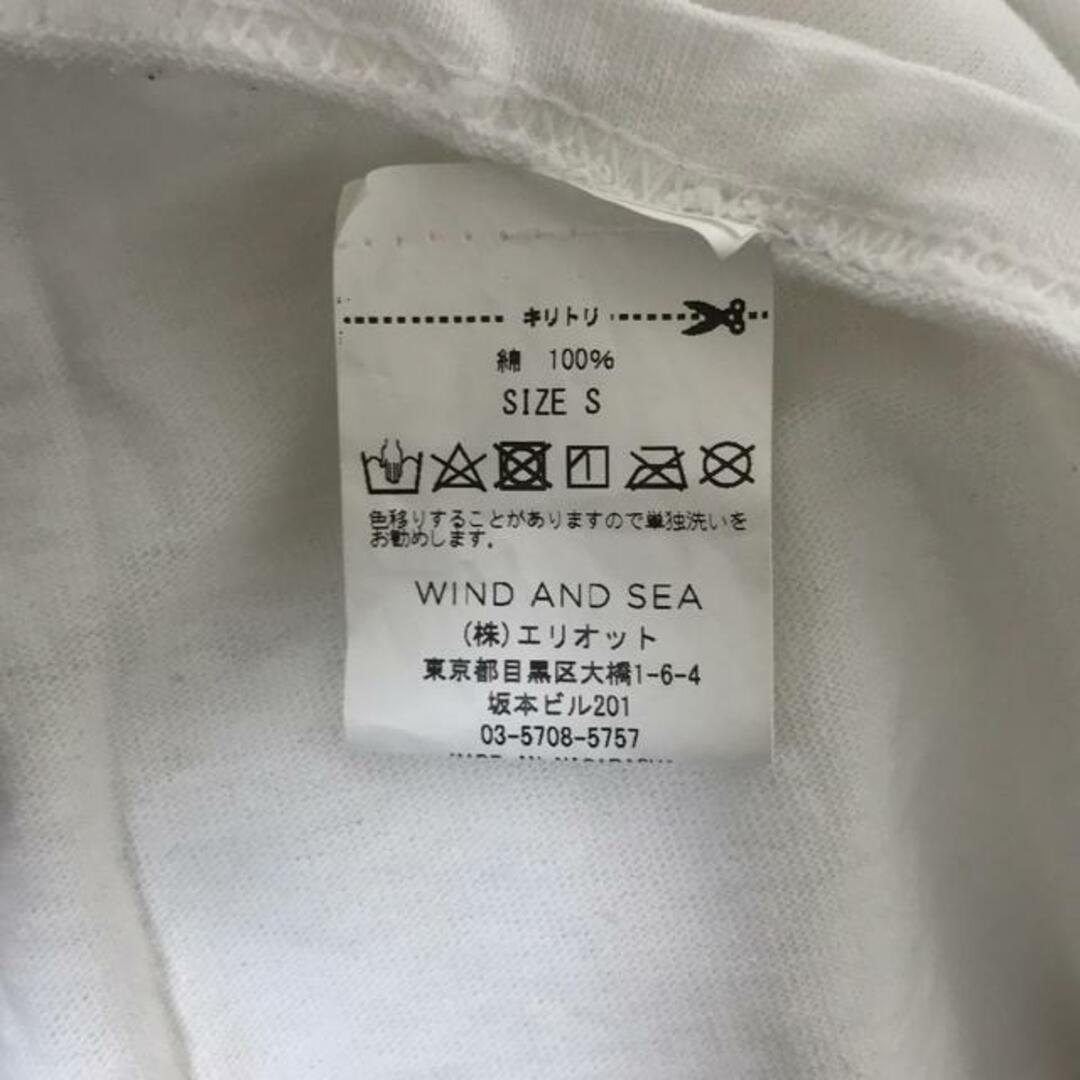 キリトリ
綿 100%
SIZE S
色移りすることがありますので単独洗いを
お勧めします。
WIND AND SEA
(株)エリオット
東京都目黒区大橋1-6-4
坂本ビル201
03-5708-5757